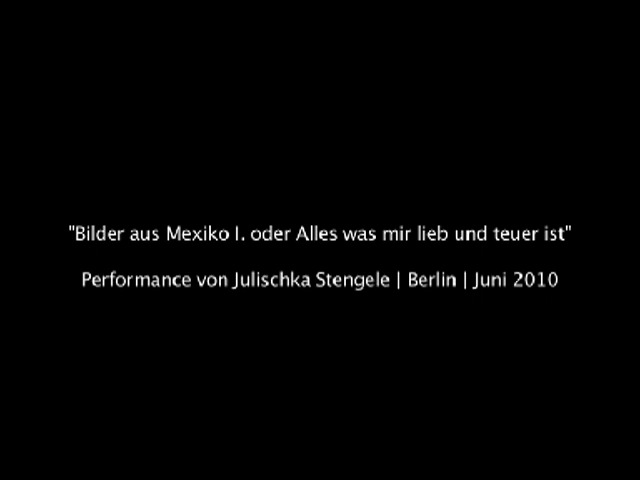 "Bilder aus Mexiko I. oder Alles was mir lieb und teuer ist"
Performance von Julischka Stengele | Berlin | Juni 2010